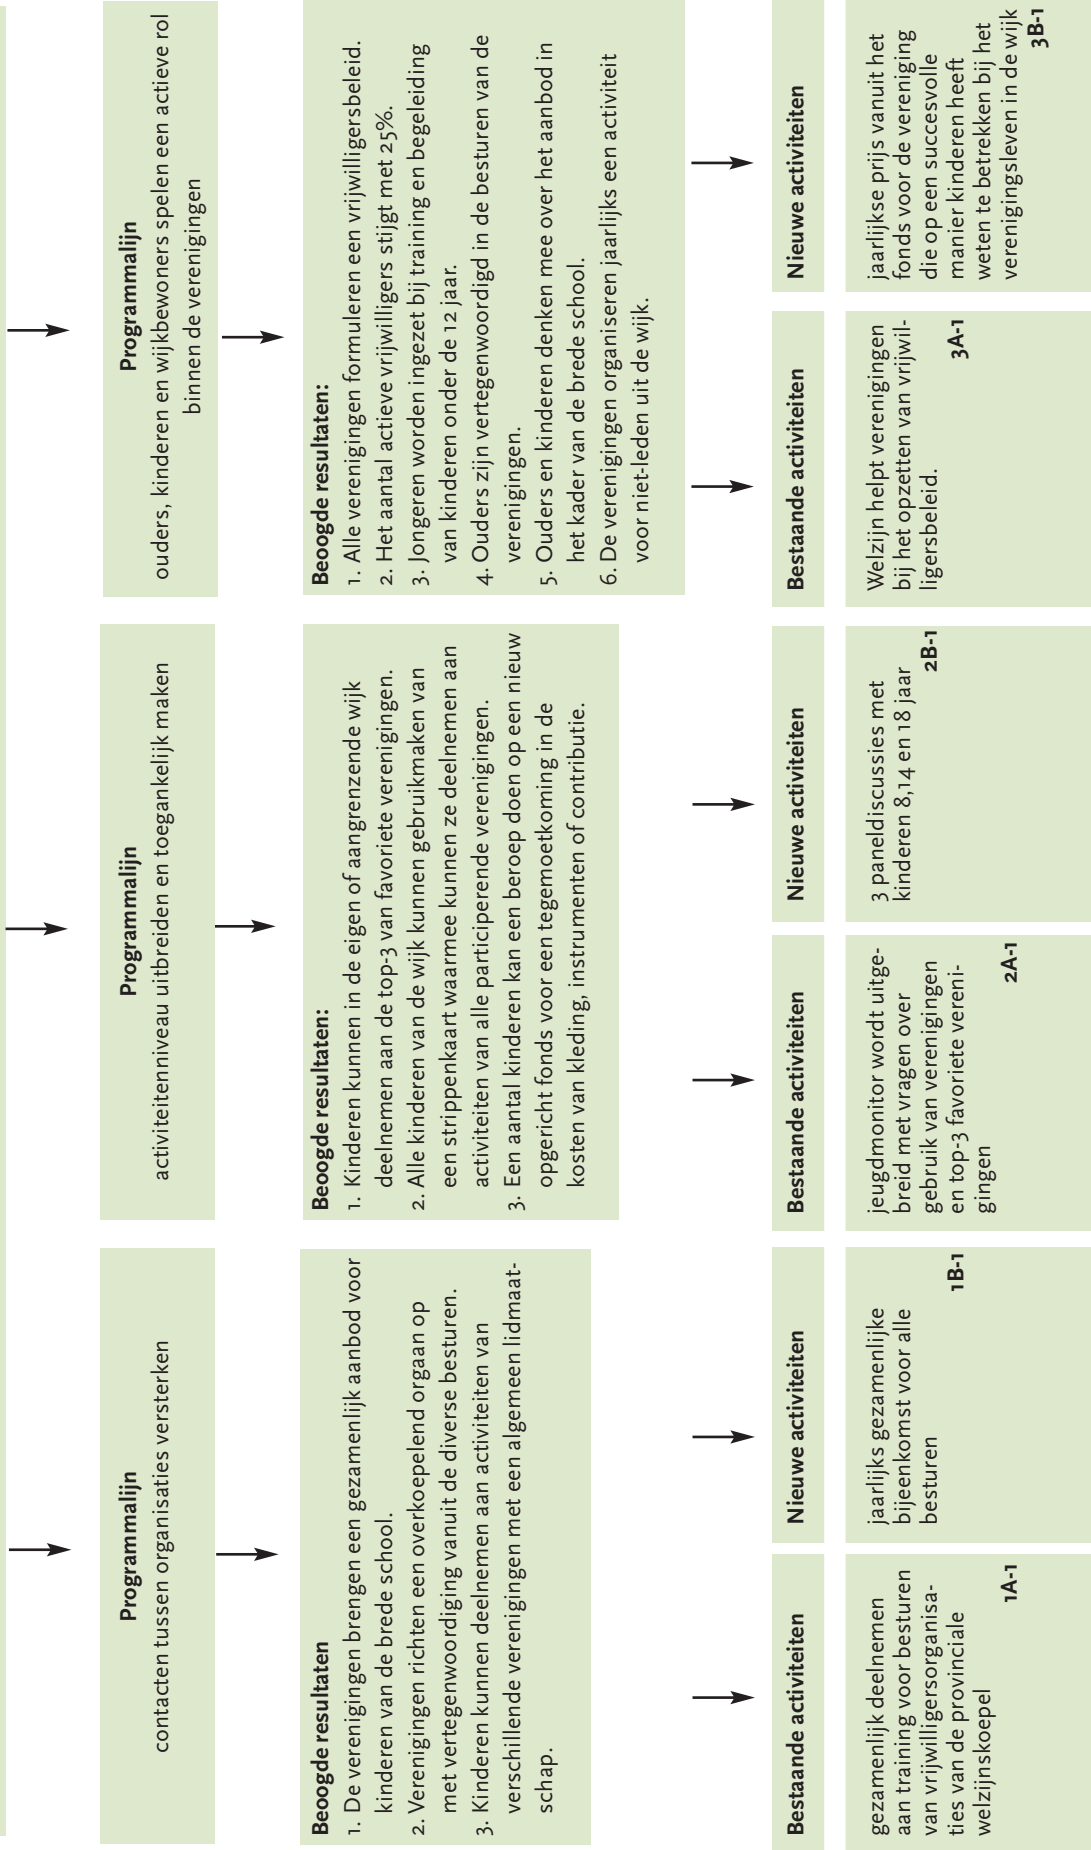 Programmalijn
contacten tussen organisaties versterken
Beoogde resultaten
1. De verenigingen brengen een gezamenlijk aanbod voor
kinderen van de brede school.
2. Verenigingen richten een overkoepelend orgaan op
met vertegenwoordiging vanuit de diverse besturen.
3. Kinderen kunnen deelnemen aan activiteiten van
verschillende verenigingen met een algemeen lidmaat-
schap.
Bestaande activiteiten
gezamenlijk deelnemen
aan training voor besturen
van vrijwilligersorganisa-
ties van de provinciale
welzijnskoepel
1A-1
Nieuwe activiteiten
jaarlijks gezamenlijke
bijeenkomst voor alle
besturen
1B-1
Programmalijn
activiteitenniveau uitbreiden en toegankelijk maken
Beoogde resultaten:
1. Kinderen kunnen in de eigen of aangrenzende wijk
deelnemen aan de top-3 van favoriete verenigingen.
2. Alle kinderen van de wijk kunnen gebruikmaken van
een strippenkaart waarmee kunnen ze deelnemen aan
activiteiten van alle participerende verenigingen.
3. Een aantal kinderen kan een beroep doen op een nieuw
opgericht fonds voor een tegemoetkoming in de
kosten van kleding, instrumenten of contributie.
Bestaande activiteiten
jeugdmonitor wordt uitge-
breid met vragen over
gebruik van verenigingen
en top-3 favoriete vereni-
gingen
2A-1
Nieuwe activiteiten
3 paneldiscussies met
kinderen 8,14 en 18 jaar
2B-1
Programmalijn
ouders, kinderen en wijkbewoners spelen een actieve rol
binnen de verenigingen
Beoogde resultaten:
1. Alle verenigingen formuleren een vrijwilligersbeleid.
2. Het aantal actieve vrijwilligers stijgt met 25%.
3. Jongeren worden ingezet bij training en begeleiding
van kinderen onder de 12 jaar.
4. Ouders zijn vertegenwoordigd in de besturen van de
verenigingen.
5. Ouders en kinderen denken mee over het aanbod in
het kader van de brede school.
6. De verenigingen organiseren jaarlijks een activiteit
voor niet-leden uit de wijk.
Bestaande activiteiten
Welzijn helpt verenigingen
bij het opzetten van vrijwil-
ligersbeleid.
3A-1
Nieuwe activiteiten
jaarlijkse prijs vanuit het
fonds voor de vereniging
die op een succesvolle
manier kinderen heeft
weten te betrekken bij het
verenigingsleven in de wijk
3B-1